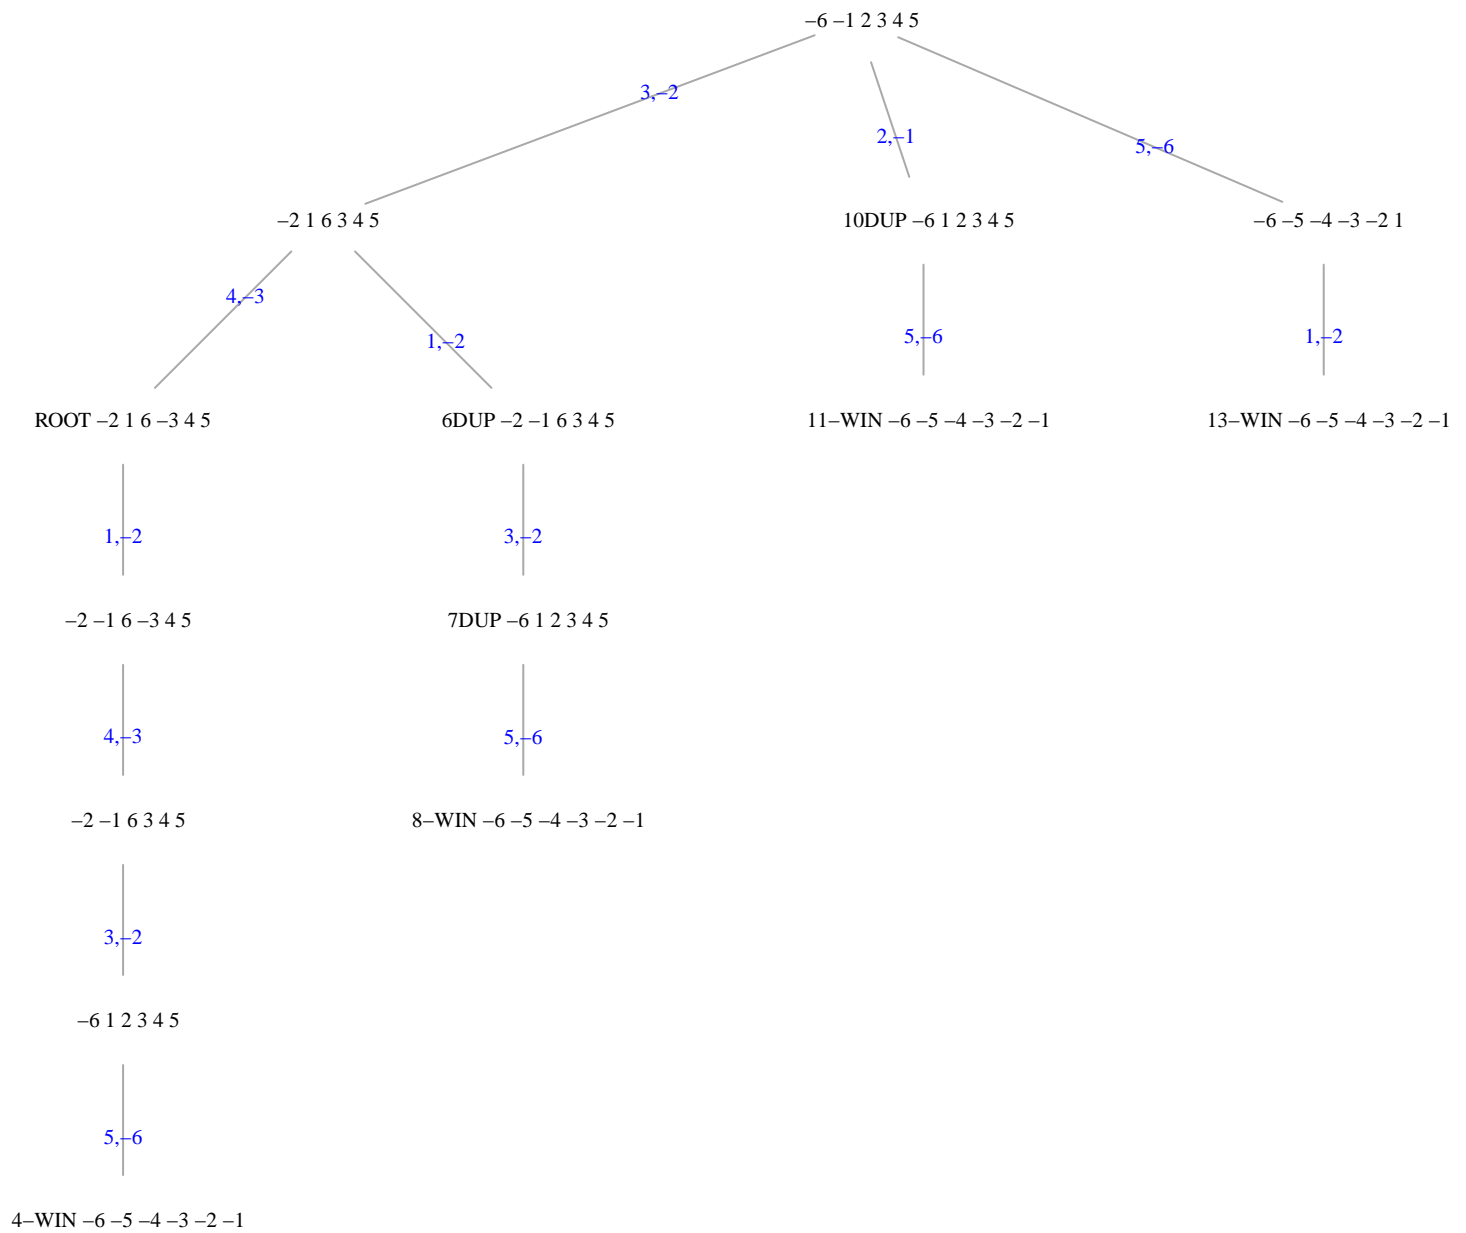 −6 −1 2 3 4 5
3,−2
2,−1
5,−6
−2 1 6 3 4 5
10DUP −6 1 2 3 4 5
−6 −5 −4 −3 −2 1
4,−3
1,−2
5,−6
1,−2
ROOT −2 1 6 −3 4 5
6DUP −2 −1 6 3 4 5
11−WIN −6 −5 −4 −3 −2 −1
13−WIN −6 −5 −4 −3 −2 −1
1,−2
3,−2
−2 −1 6 −3 4 5
7DUP −6 1 2 3 4 5
4,−3
5,−6
−2 −1 6 3 4 5
8−WIN −6 −5 −4 −3 −2 −1
3,−2
−6 1 2 3 4 5
5,−6
4−WIN −6 −5 −4 −3 −2 −1